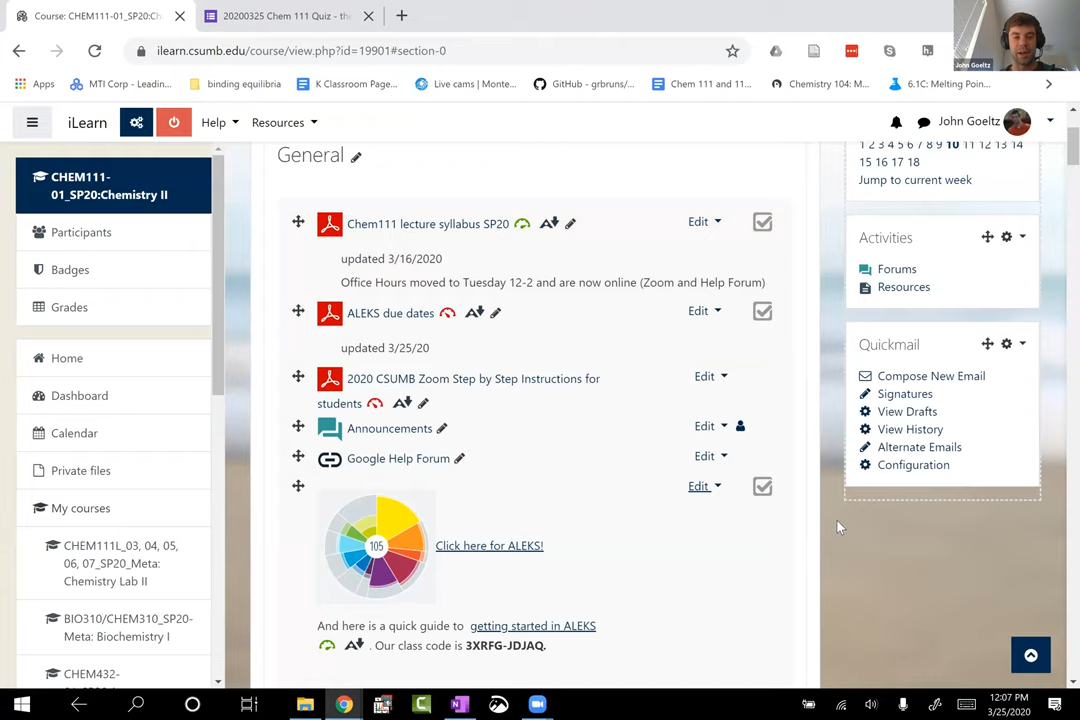 Course: CHEM111-01_SP20:Ch
20200325 Chem 111 Quiz - the
ilearn.csumb.edu/course/view.php?id=19901#section-0
Apps
MTI Corp - Leadin...
binding equilibria
K Classroom Page...
Live cams | Monte...
GitHub - grbruns/...
Chem 111 and 11...
Chemistry 104: M...
6.1C: Melting Poin...
John Goeltz
iLearn
Help
Resources
John Goeltz
CHEM111-
01_SP20:Chemistry II
Participants
Badges
Grades
Home
Dashboard
Calendar
Private files
My courses
CHEM111L_03, 04, 05,
06, 07_SP20_Meta:
Chemistry Lab II
BIO310/CHEM310_SP20-
Meta: Biochemistry I
CHEM432-
General
Chem111 lecture syllabus SP20
Edit
updated 3/16/2020
Office Hours moved to Tuesday 12-2 and are now online (Zoom and Help Forum)
ALEKS due dates
Edit
updated 3/25/20
2020 CSUMB Zoom Step by Step Instructions for
students
Edit
Announcements
Edit
Google Help Forum
Edit
Edit
105
Click here for ALEKS!
And here is a quick guide to getting started in ALEKS
. Our class code is 3XRFG-JDJAQ.
1 2 3 4 5 6 7 8 9 10 11 12 13 14
15 16 17 18
Jump to current week
Activities
Forums
Resources
Quickmail
Compose New Email
Signatures
View Drafts
View History
Alternate Emails
Configuration
12:07 PM
3/25/2020